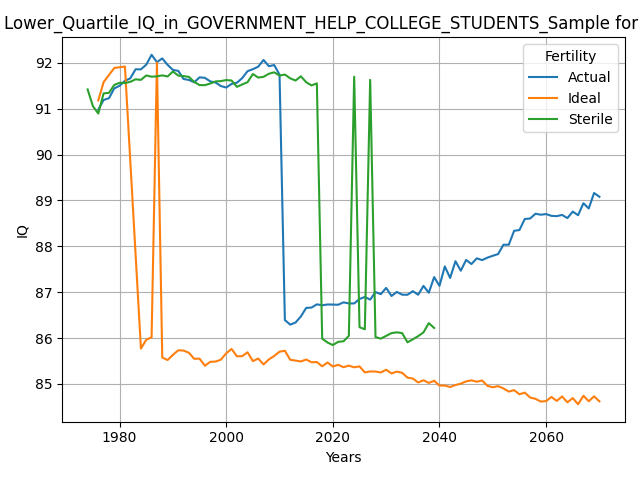 Lower_Quartile_IQ_in_GOVERNMENT_HELP_COLLEGE_STUDENTS_Sample for
Fertility
Actual
Ideal
Sterile
92
91
90
89
88
87
86
85
IQ
1980 2000 2020 2040 2060
Years